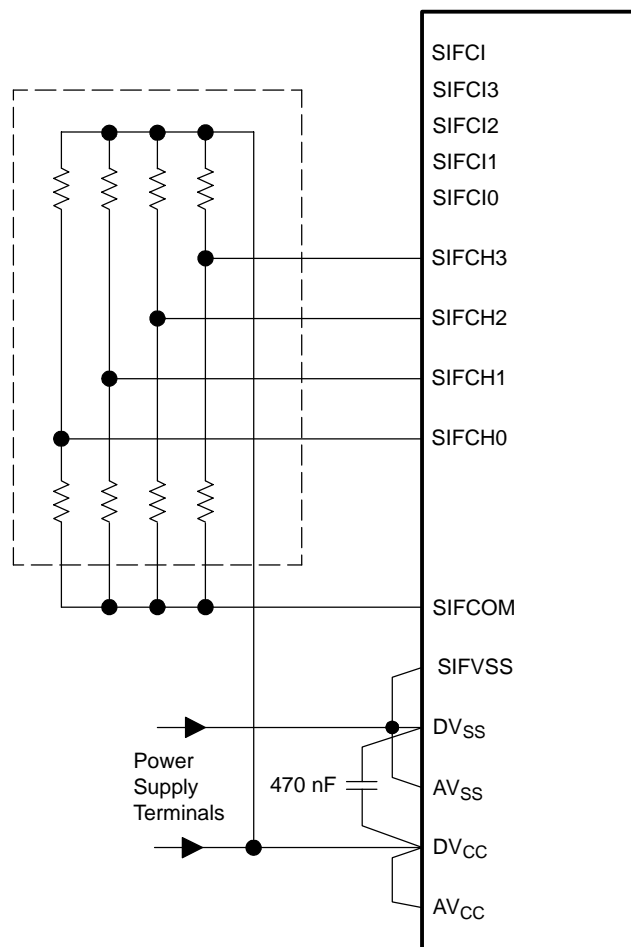 SIFCI
SIFCI3
SIFCI2
SIFCI1
SIFCI0
SIFCH3
SIFCH2
SIFCH1
SIFCH0
SIFCOM
SIFVSS
DVSS
Power
Supply
Terminals
470 nF
AVSS
DVCC
AVCC